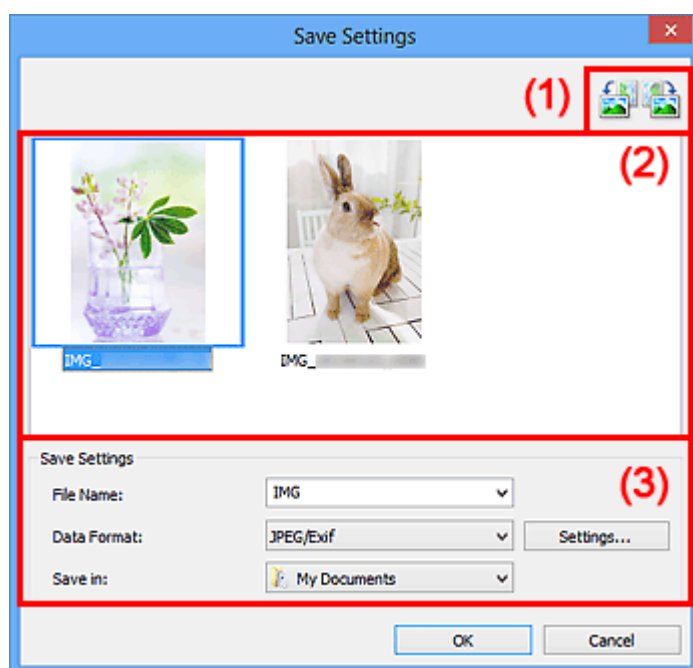 Save Settings
(1)
(2)
IMG_
IMG_
Save Settings
(3)
File Name: IMG
Data Format: JPEG/Exif Settings...
Save in: My Documents
OK Cancel